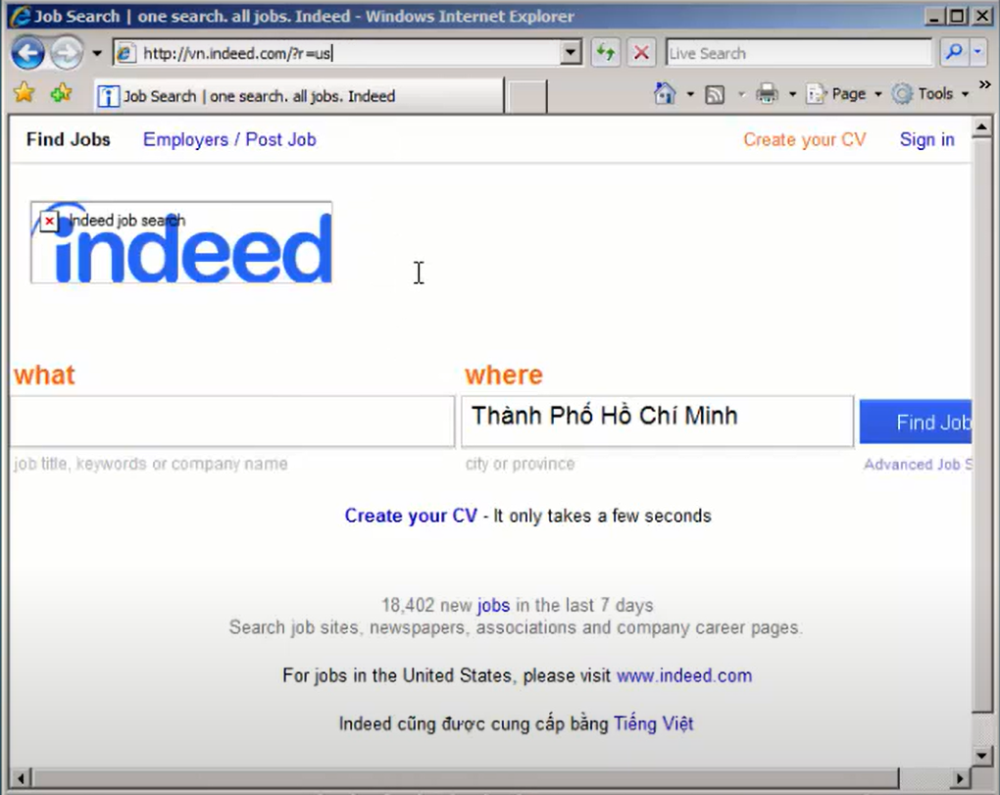 Job Search | one search. all jobs. Indeed - Windows Internet Explorer
http://vn.indeed.com/?r=us
Live Search
Job Search | one search. all jobs. Indeed
Page
Tools
Find Jobs
Employers / Post Job
Create your CV
Sign in
Indeed job search
indeed
what
where
Thành Phố Hồ Chí Minh
Find Job
job title, keywords or company name
city or province
Advanced Job S
Create your CV - It only takes a few seconds
18,402 new jobs in the last 7 days
Search job sites, newspapers, associations and company career pages.
For jobs in the United States, please visit www.indeed.com
Indeed cũng được cung cấp bằng Tiếng Việt